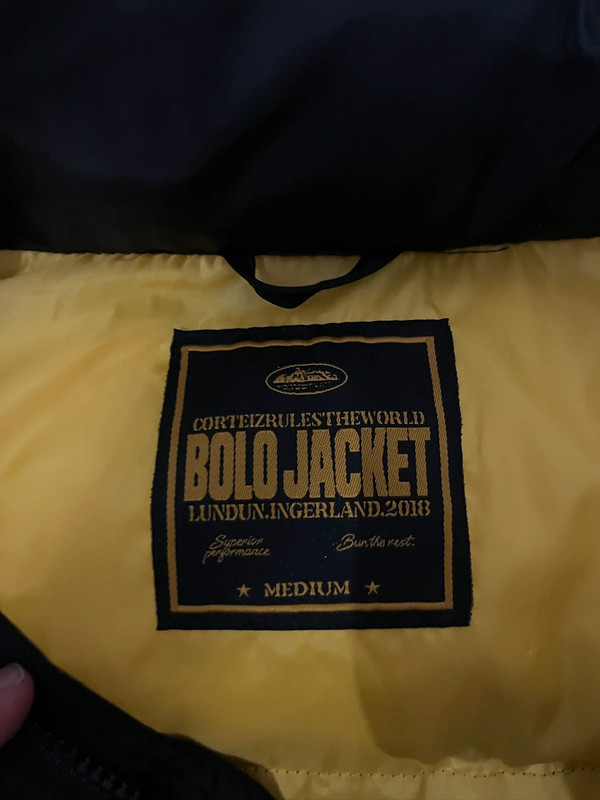 CORTEIZRULESTHEWORLD
BOLO JACKET
LUNDUN.INGERLAND.2018
Superior performance
Bun the rest.
★ MEDIUM ★